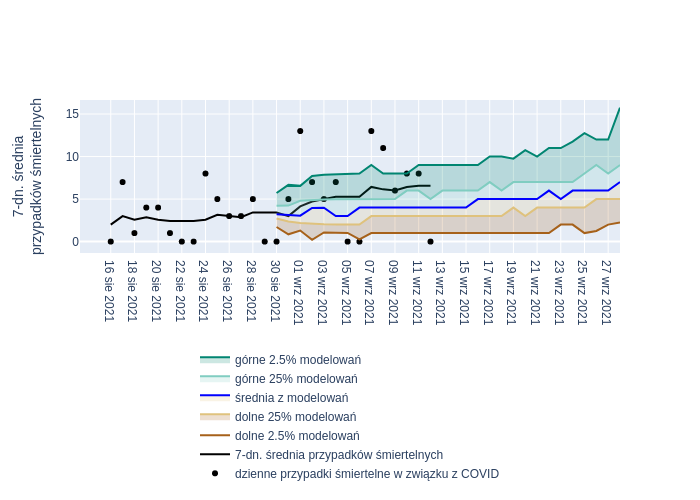 7-dn. średnia
przypadków śmiertelnych
15
10
5
0
16 sie 2021
18 sie 2021
20 sie 2021
22 sie 2021
24 sie 2021
26 sie 2021
28 sie 2021
30 sie 2021
01 wrz 2021
03 wrz 2021
05 wrz 2021
07 wrz 2021
09 wrz 2021
11 wrz 2021
13 wrz 2021
15 wrz 2021
17 wrz 2021
19 wrz 2021
21 wrz 2021
23 wrz 2021
25 wrz 2021
27 wrz 2021
górne 2.5% modelowań
górne 25% modelowań
średnia z modelowań
dolne 25% modelowań
dolne 2.5% modelowań
7-dn. średnia przypadków śmiertelnych
dzienne przypadki śmiertelne w związku z COVID